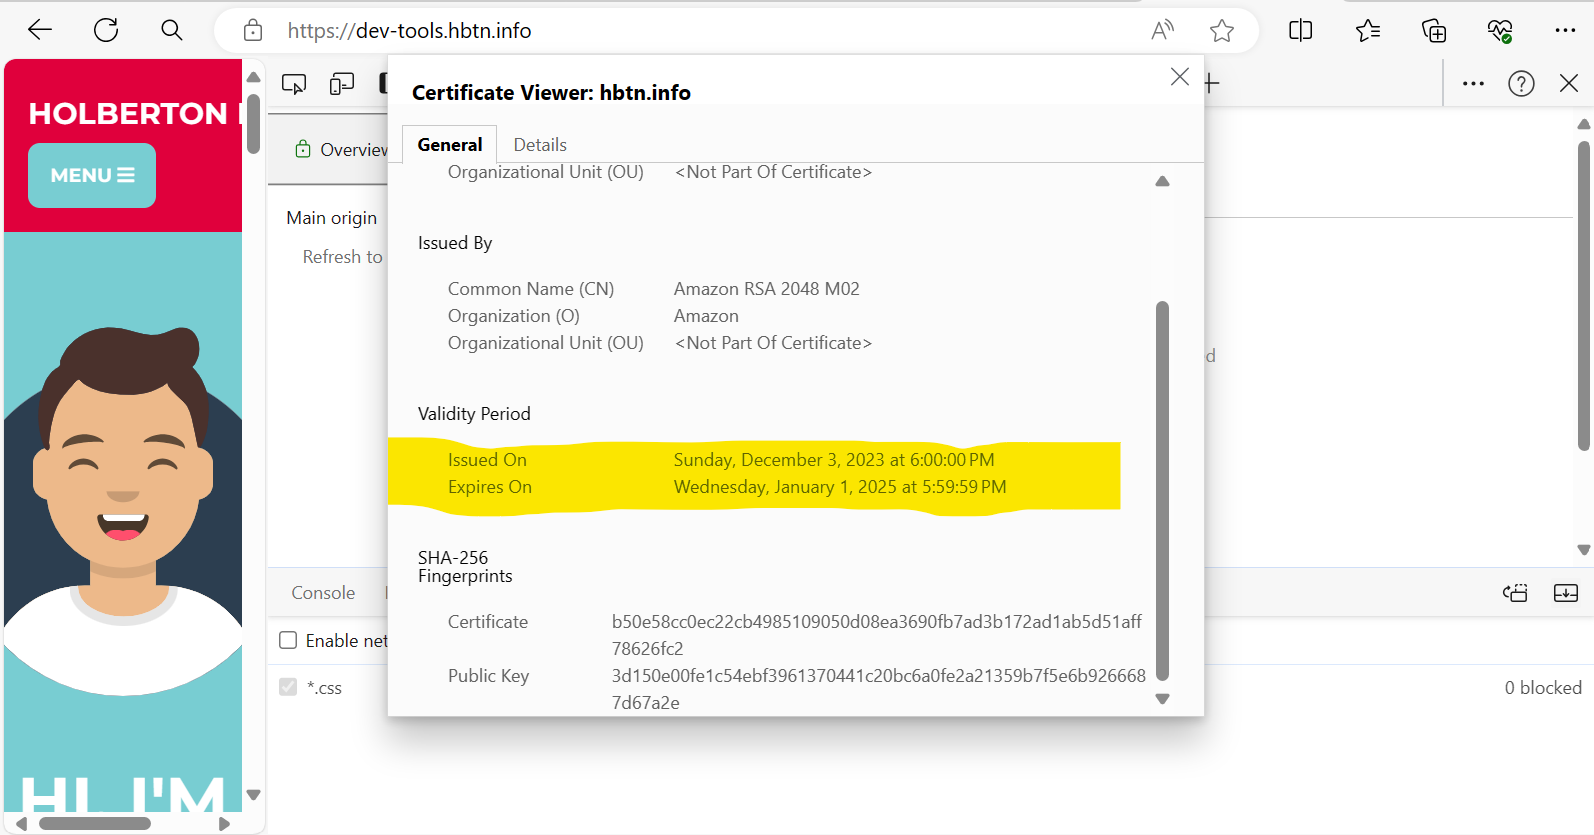 https://dev-tools.hbtn.info
HOLBERTON
MENU
Overview
Main origin
Refresh to
Certificate Viewer: hbtn.info
General Details
Organizational Unit (OU) <Not Part Of Certificate>
Issued By
Common Name (CN) Amazon RSA 2048 M02
Organization (O) Amazon
Organizational Unit (OU) <Not Part Of Certificate>
Validity Period
Issued On Sunday, December 3, 2023 at 6:00:00 PM
Expires On Wednesday, January 1, 2025 at 5:59:59 PM
SHA-256
Fingerprints
Certificate b50e58cc0ec22cb4985109050d08ea3690fb7ad3b172ad1ab5d51aff
78626fc2
Public Key 3d150e00fe1c54ebf3961370441c20bc6a0fe2a21359b7f5e6b926668
7d67a2e
Console
Enable net
*.css
0 blocked
HI, I'M